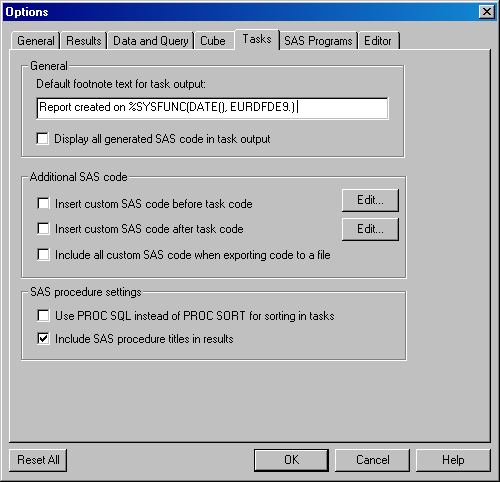 Options
General Results Data and Query Cube Tasks SAS Programs Editor
General
Default footnote text for task output:
Report created on %SYSFUNC(DATE(), EURDFDE9.)
Display all generated SAS code in task output
Additional SAS code
Insert custom SAS code before task code Edit...
Insert custom SAS code after task code Edit...
Include all custom SAS code when exporting code to a file
SAS procedure settings
Use PROC SQL instead of PROC SORT for sorting in tasks
Include SAS procedure titles in results
Reset All OK Cancel Help